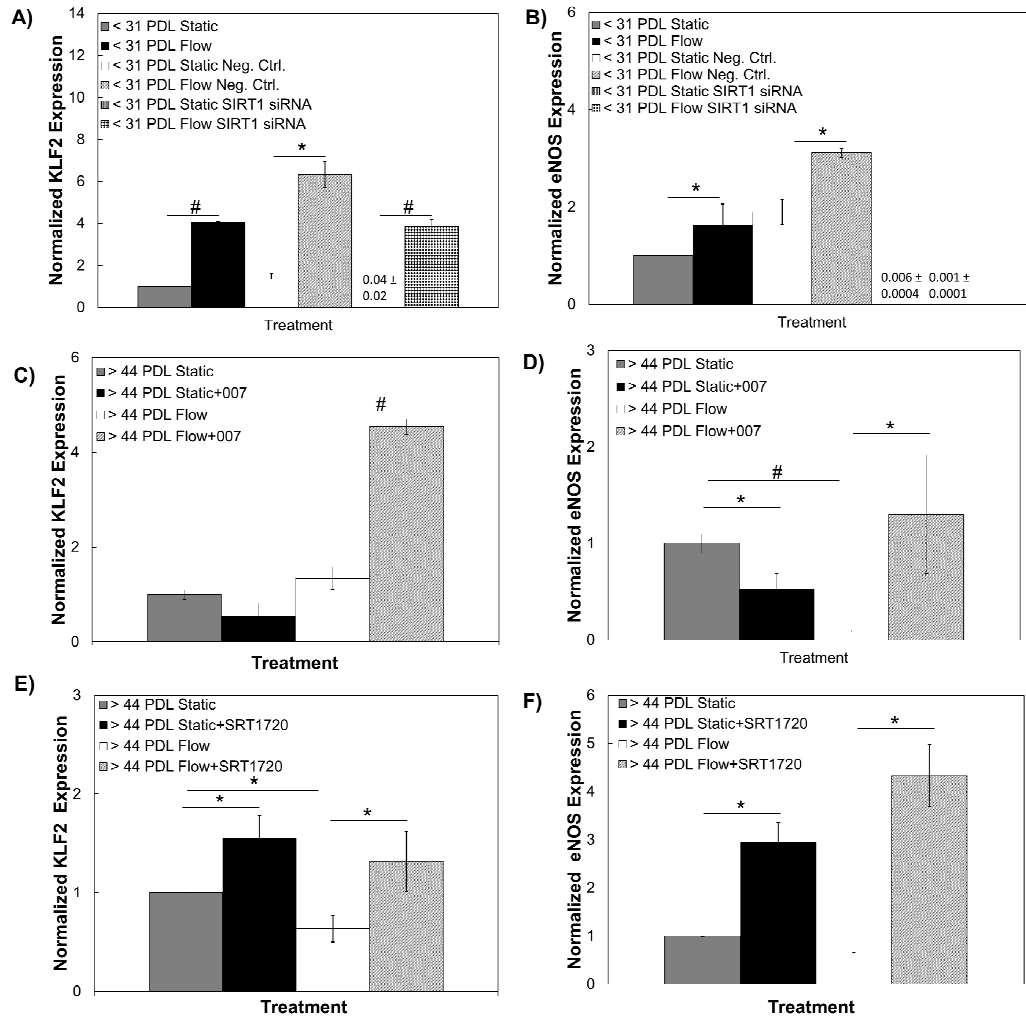 A)
Normalized KLF2 Expression
14
12
10
8
6
4
2
0
< 31 PDL Static
< 31 PDL Flow
< 31 PDL Static Neg. Ctrl.
< 31 PDL Flow Neg. Ctrl.
< 31 PDL Static SIRT1 siRNA
< 31 PDL Flow SIRT1 siRNA
#
*
#
0.04 ±
0.02
Treatment
B)
Normalized eNOS Expression
6
4
2
0
< 31 PDL Static
< 31 PDL Flow
< 31 PDL Static Neg. Ctrl.
< 31 PDL Flow Neg. Ctrl.
< 31 PDL Static SIRT1 siRNA
< 31 PDL Flow SIRT1 siRNA
*
*
0.006 ± 0.001 ±
0.0004 0.0001
Treatment
C)
Normalized KLF2 Expression
6
4
2
0
> 44 PDL Static
> 44 PDL Static+007
> 44 PDL Flow
> 44 PDL Flow+007
#
Treatment
D)
Normalized eNOS Expression
3
2
1
0
> 44 PDL Static
> 44 PDL Static+007
> 44 PDL Flow
> 44 PDL Flow+007
*
#
*
Treatment
E)
Normalized KLF2 Expression
3
2
1
0
> 44 PDL Static
> 44 PDL Static+SRT1720
> 44 PDL Flow
> 44 PDL Flow+SRT1720
*
*
*
Treatment
F)
Normalized eNOS Expression
6
5
4
3
2
1
0
> 44 PDL Static
> 44 PDL Static+SRT1720
> 44 PDL Flow
> 44 PDL Flow+SRT1720
*
*
Treatment